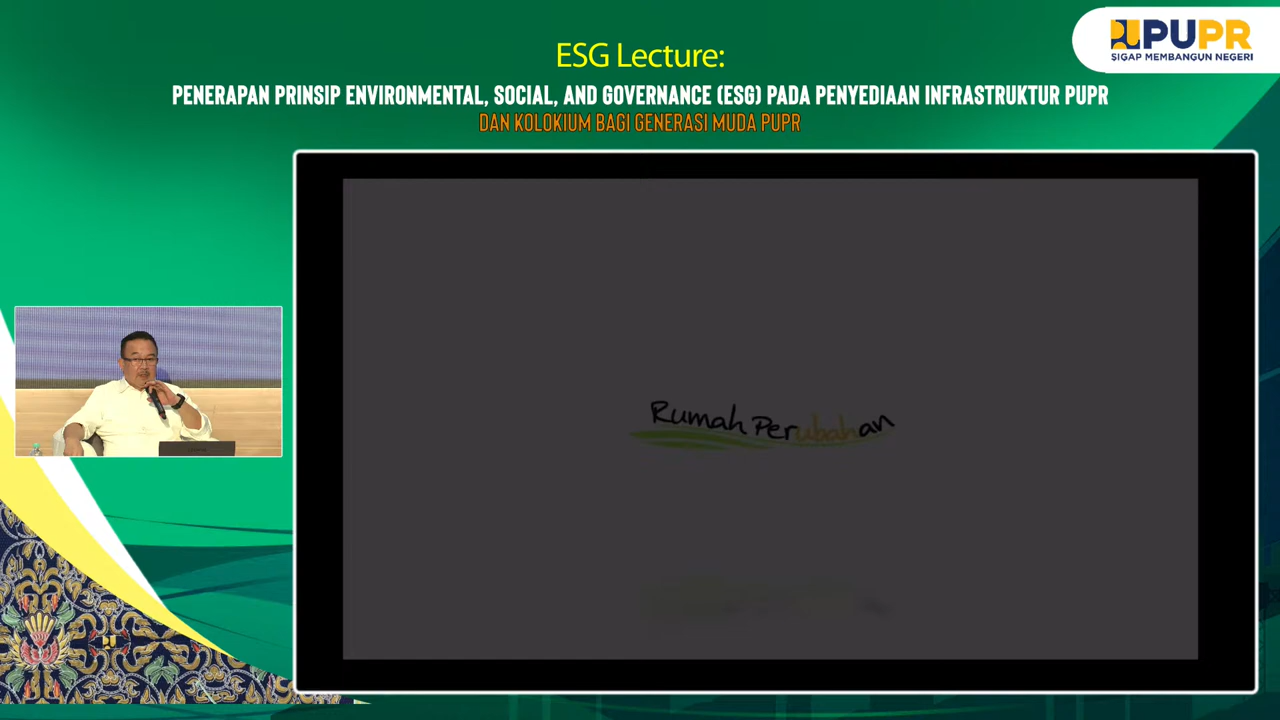 PUPR
SIGAP MEMBANGUN NEGERI
ESG Lecture:
PENERAPAN PRINSIP ENVIRONMENTAL, SOCIAL, AND GOVERNANCE (ESG) PADA PENYEDIAAN INFRASTRUKTUR PUPR
DAN KOLOKIUM BAGI GENERASI MUDA PUPR
Rumah Perubahan